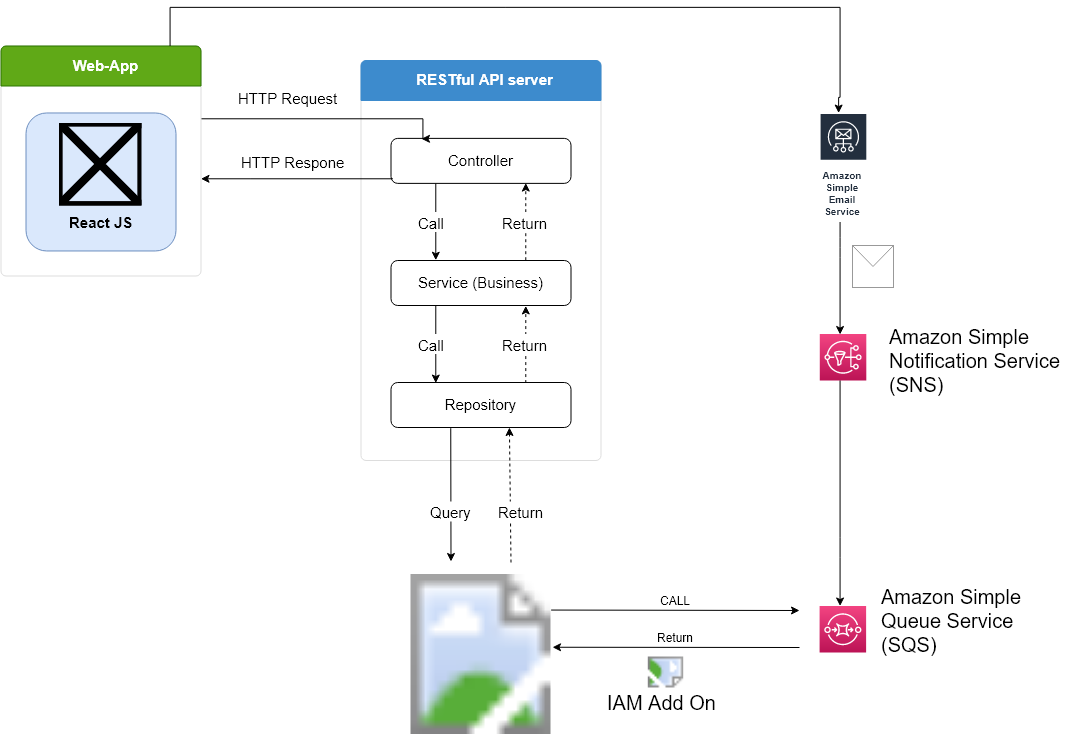 Web-App
RESTful API server
HTTP Request
HTTP Respone
React JS
Controller
Call
Return
Service (Business)
Call
Return
Repository
Query
Return
Amazon
Simple
Email
Service
Amazon Simple
Notification Service
(SNS)
Amazon Simple
Queue Service
(SQS)
CALL
Return
IAM Add On